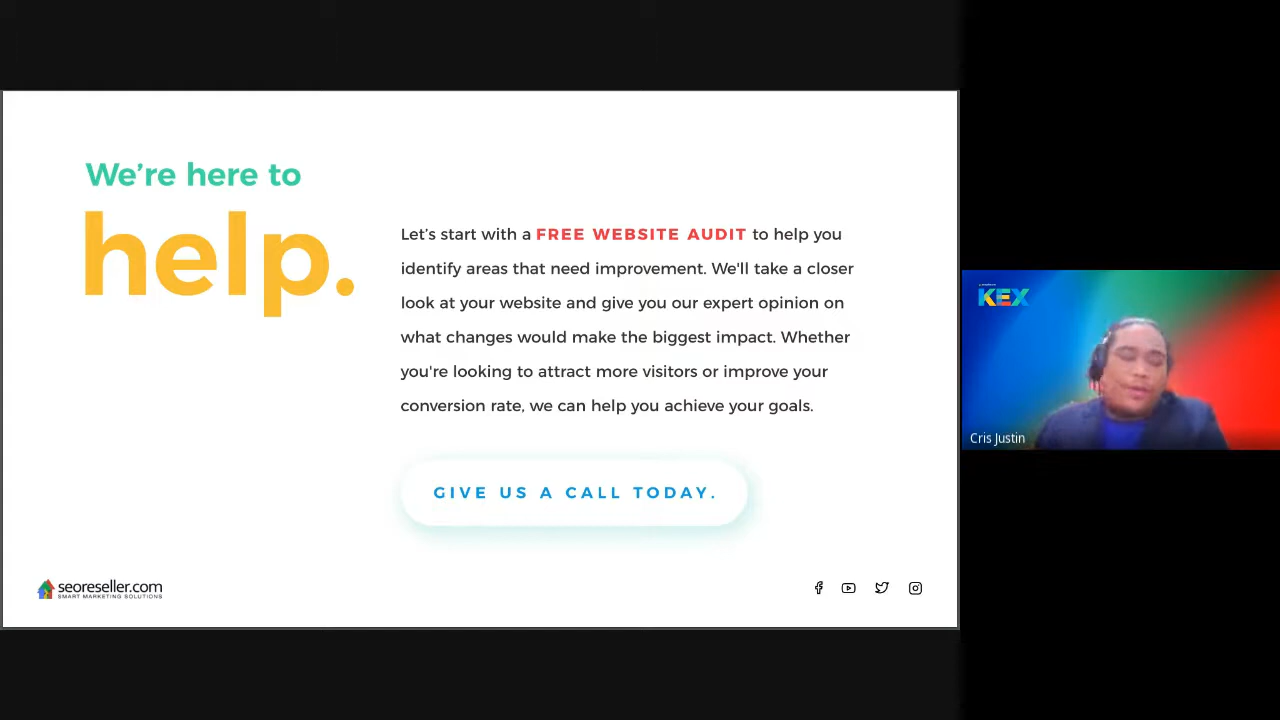 We're here to
help.
Let's start with a FREE WEBSITE AUDIT to help you
identify areas that need improvement. We'll take a closer
look at your website and give you our expert opinion on
what changes would make the biggest impact. Whether
you're looking to attract more visitors or improve your
conversion rate, we can help you achieve your goals.
GIVE US A CALL TODAY.
seoreseller.com
SMART MARKETING SOLUTIONS
KEX
Cris Justin